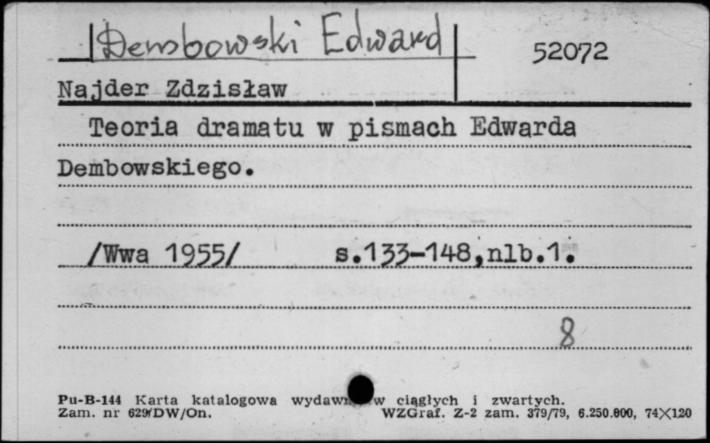 Dembowski Edward
52072
Najder Zdzisław
Teoria dramatu w pismach Edwarda
Dembowskiego.
/Wwa 1955/ s.133-148,nlb.1.
8
Pu-B-144 Karta katalogowa w ciągłych i zwartych.
Zam. nr 629/DW/On. WZGraf. Z-2 zam. 379/79, 6.250.000, 74X120